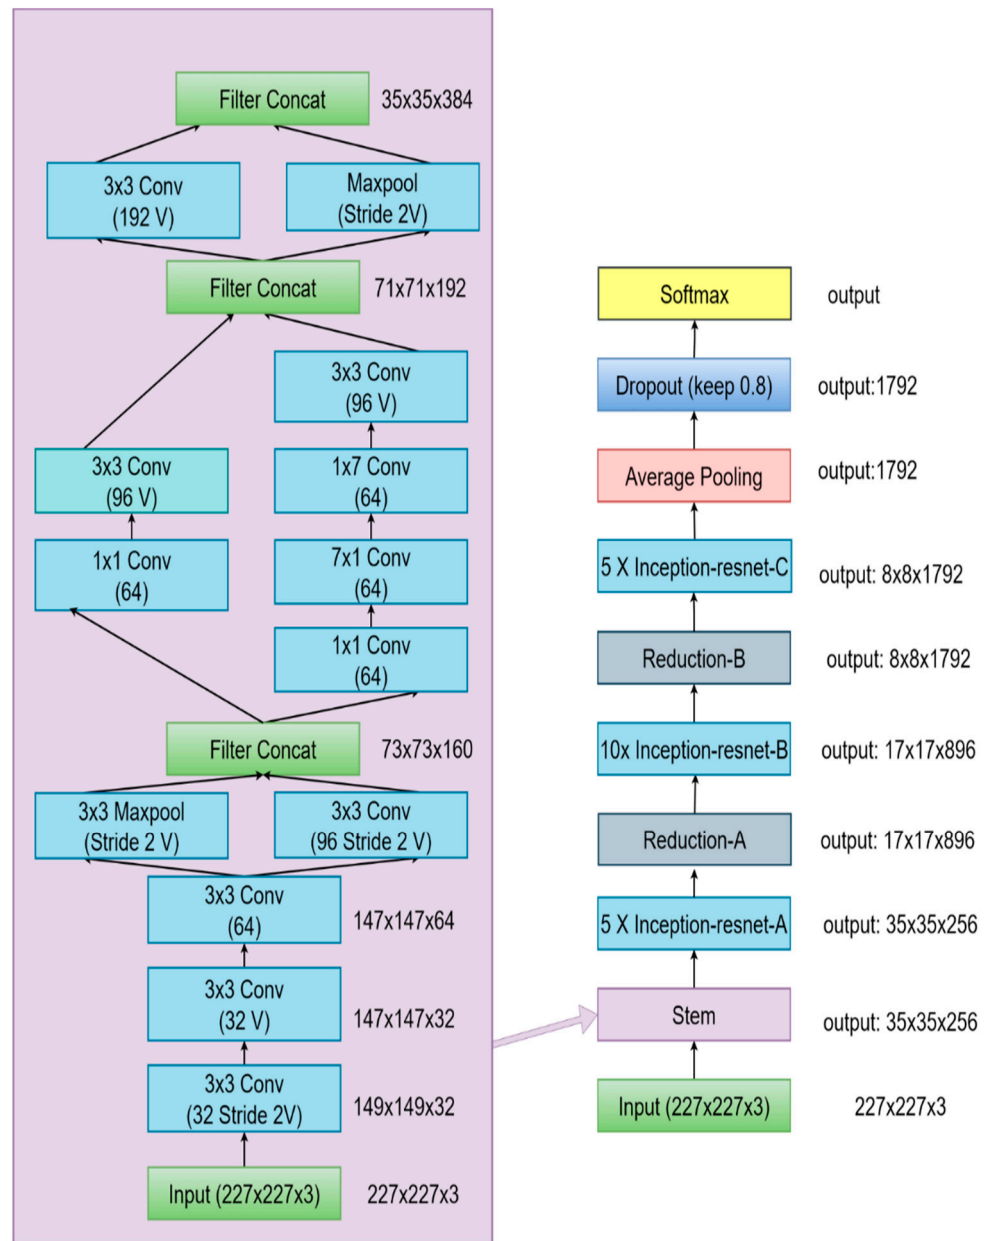 Filter Concat
35x35x384
3x3 Conv
(192 V)
Maxpool
(Stride 2V)
Filter Concat
71x71x192
3x3 Conv
(96 V)
3x3 Conv
(96 V)
1x7 Conv
(64)
1x1 Conv
(64)
7x1 Conv
(64)
1x1 Conv
(64)
Filter Concat
73x73x160
3x3 Maxpool
(Stride 2 V)
3x3 Conv
(96 Stride 2 V)
3x3 Conv
(64)
147x147x64
3x3 Conv
(32 V)
147x147x32
3x3 Conv
(32 Stride 2V)
149x149x32
Input (227x227x3)
227x227x3
Softmax
output
Dropout (keep 0.8)
output:1792
Average Pooling
output:1792
5 X Inception-resnet-C
output: 8x8x1792
Reduction-B
output: 8x8x1792
10x Inception-resnet-B
output: 17x17x896
Reduction-A
output: 17x17x896
5 X Inception-resnet-A
output: 35x35x256
Stem
output: 35x35x256
Input (227x227x3)
227x227x3